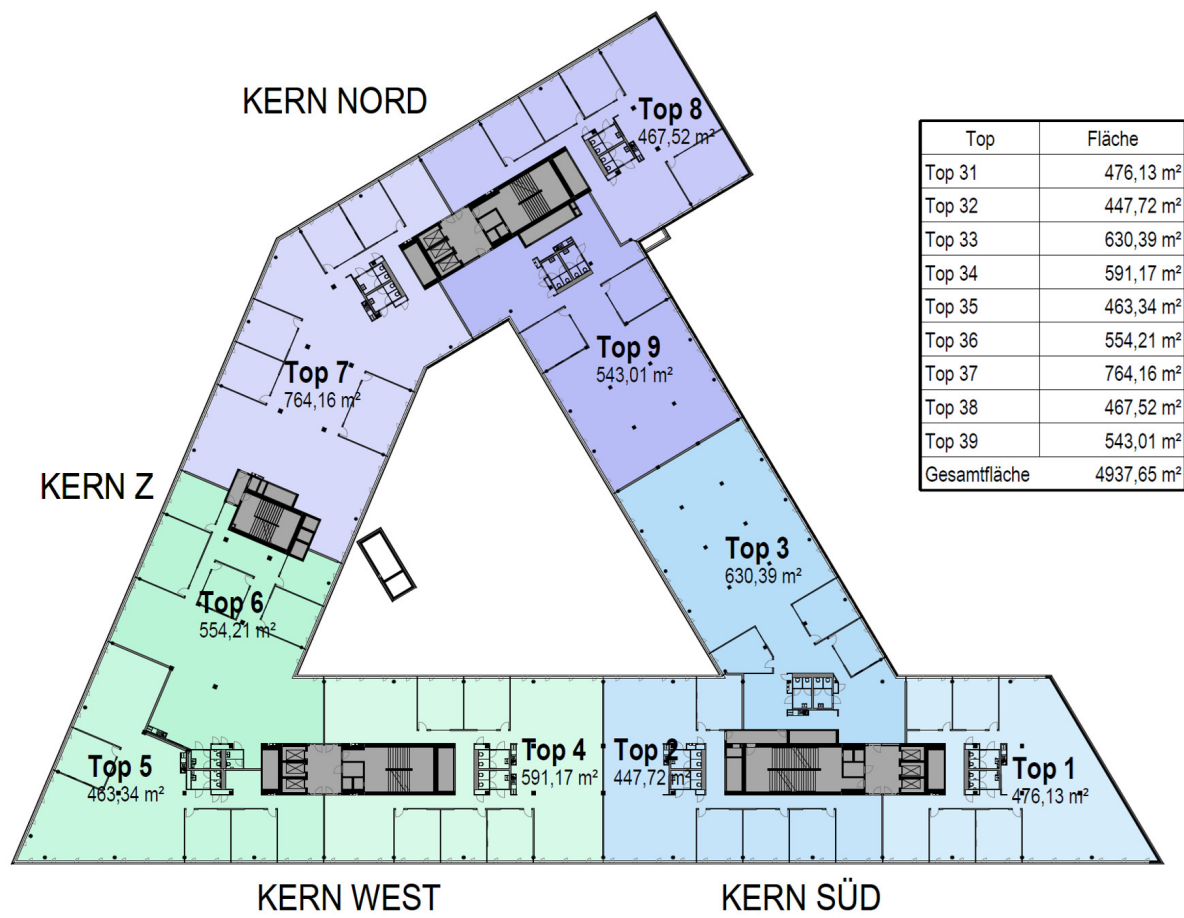 KERN NORD
Top 8
467,52 m²
Top 9
543,01 m²
Top 7
764,16 m²
KERN Z
Top 3
630,39 m²
Top 6
554,21 m²
Top 5
463,34 m²
Top 4
591,17 m²
Top 2
447,72 m²
Top 1
476,13 m²
KERN WEST
KERN SÜD
Top Fläche
Top 31 476,13 m²
Top 32 447,72 m²
Top 33 630,39 m²
Top 34 591,17 m²
Top 35 463,34 m²
Top 36 554,21 m²
Top 37 764,16 m²
Top 38 467,52 m²
Top 39 543,01 m²
Gesamtfläche 4937,65 m²